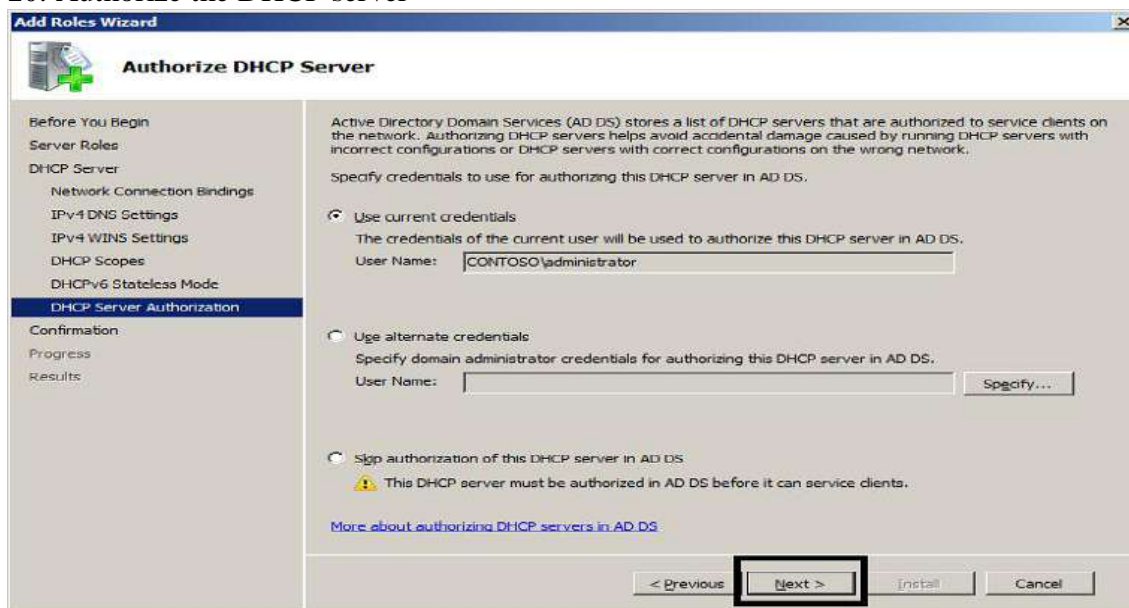 20. Authorize the DHCP server
Add Roles Wizard
Authorize DHCP Server
Before You Begin
Server Roles
DHCP Server
Network Connection Bindings
IPv4 DNS Settings
IPv4 WINS Settings
DHCP Scopes
DHCPv6 Stateless Mode
DHCP Server Authorization
Confirmation
Progress
Results
Active Directory Domain Services (AD DS) stores a list of DHCP servers that are authorized to service clients on
the network. Authorizing DHCP servers helps avoid accidental damage caused by running DHCP servers with
incorrect configurations or DHCP servers with correct configurations on the wrong network.
Specify credentials to use for authorizing this DHCP server in AD DS.
Use current credentials
The credentials of the current user will be used to authorize this DHCP server in AD DS.
User Name: CONTOSO\administrator
Use alternate credentials
Specify domain administrator credentials for authorizing this DHCP server in AD DS.
User Name: Specify...
Skip authorization of this DHCP server in AD DS
This DHCP server must be authorized in AD DS before it can service clients.
More about authorizing DHCP servers in AD DS
< Previous Next > Install Cancel